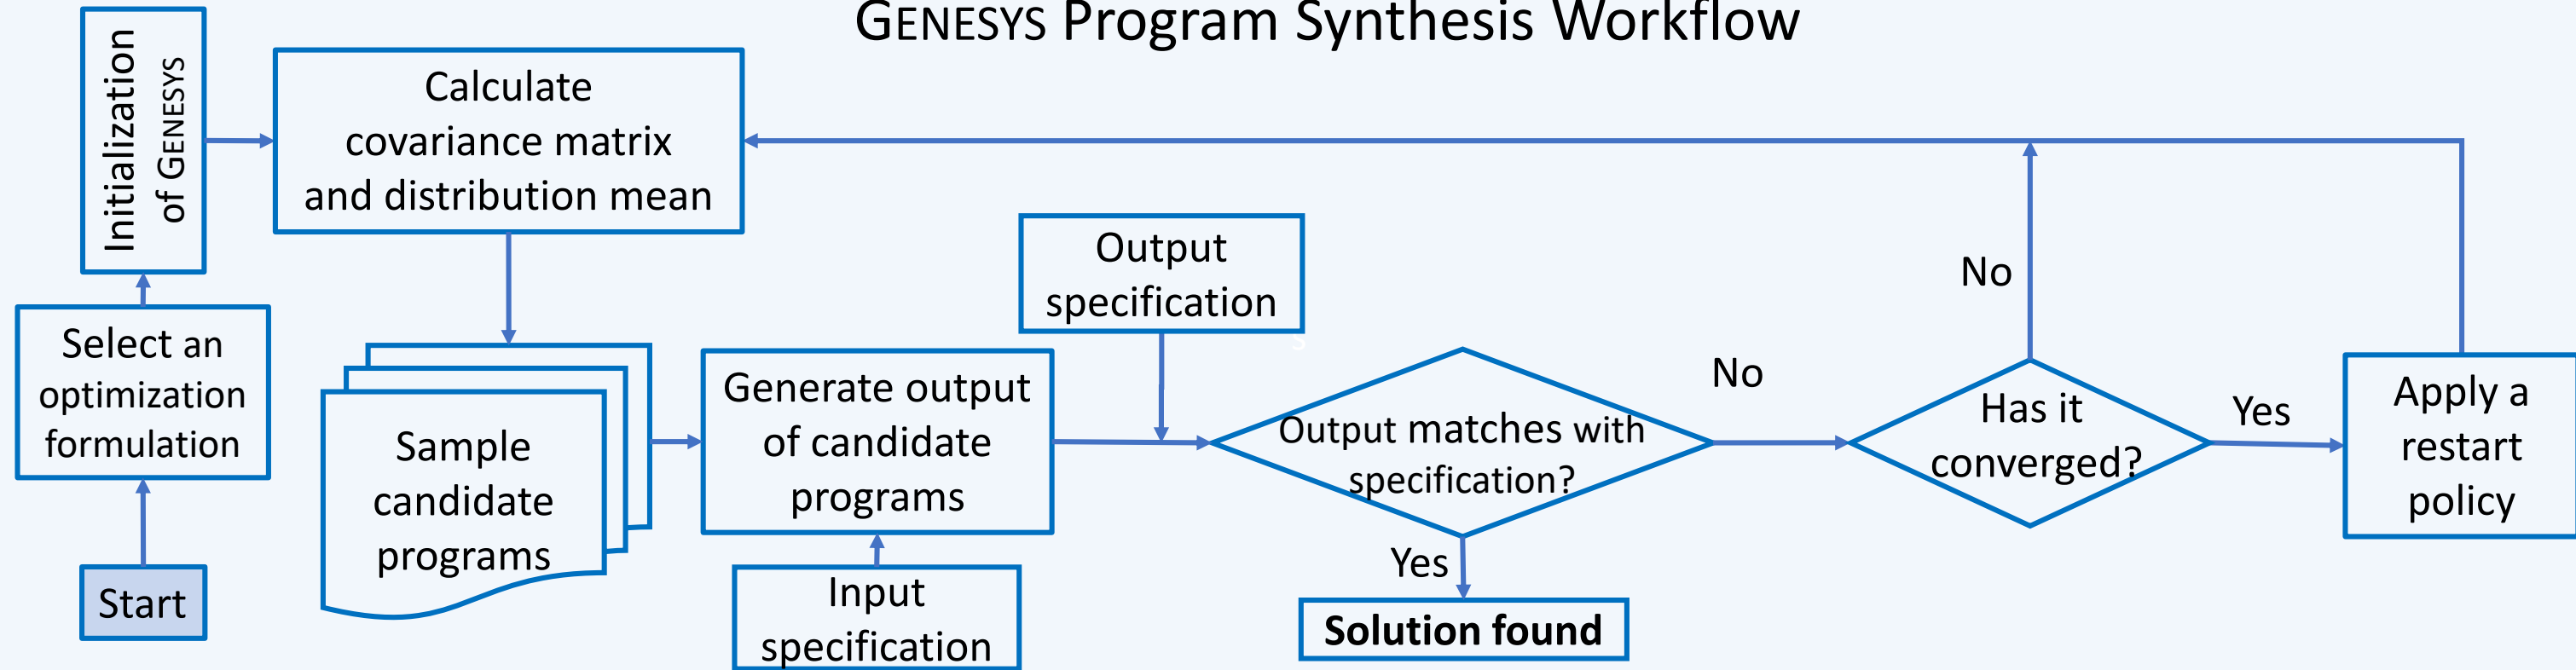 GENESYS Program Synthesis Workflow
Initialization
of GENESYS
Calculate
covariance matrix
and distribution mean
Select an
optimization
formulation
Start
Sample
candidate
programs
Generate output
of candidate
programs
Input
specification
Output
specification
s
Output matches with
specification?
No
Yes
Solution found
Has it
converged?
No
Yes
Apply a
restart
policy